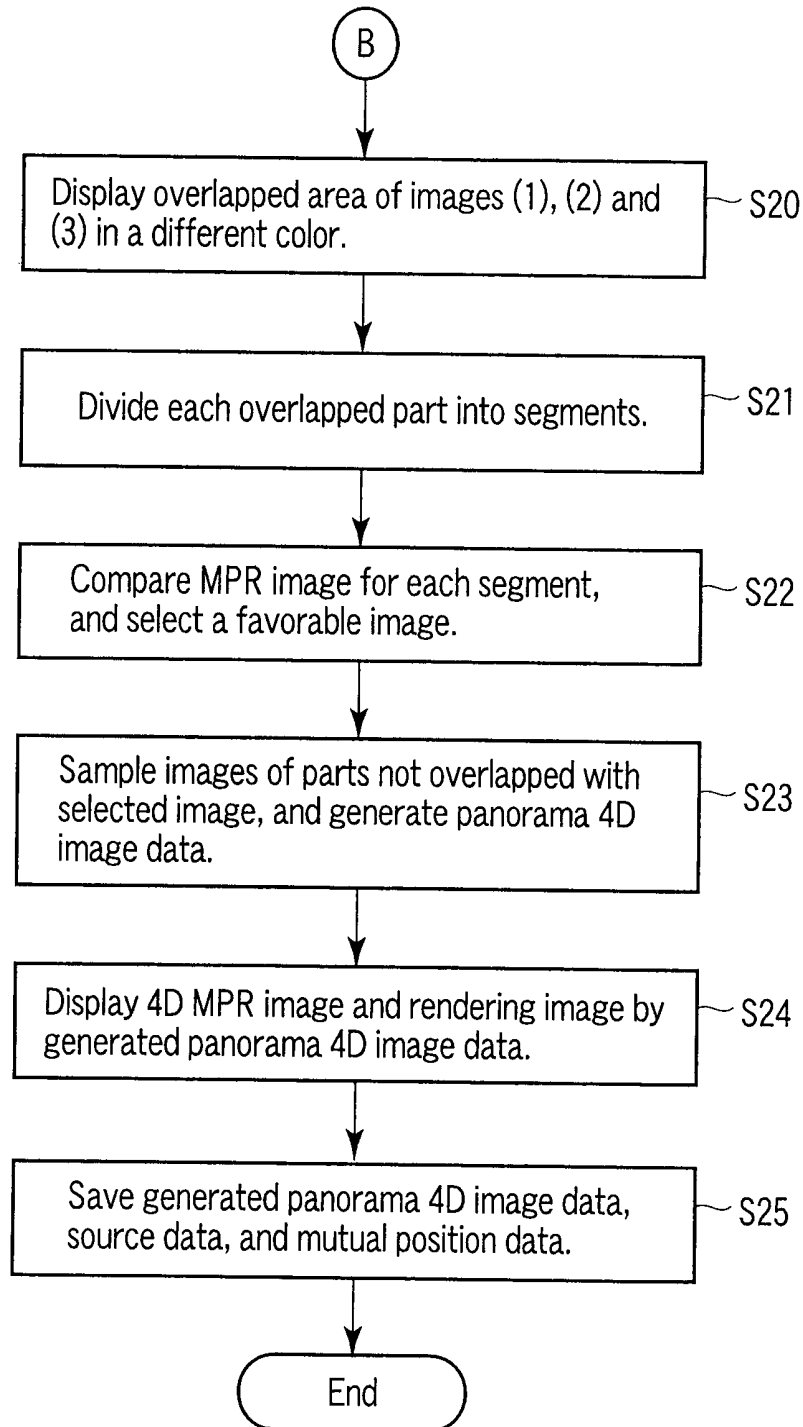 B
Display overlapped area of images (1), (2) and
(3) in a different color.
S20
Divide each overlapped part into segments.
S21
Compare MPR image for each segment,
and select a favorable image.
S22
Sample images of parts not overlapped with
selected image, and generate panorama 4D
image data.
S23
Display 4D MPR image and rendering image by
generated panorama 4D image data.
S24
Save generated panorama 4D image data,
source data, and mutual position data.
S25
End